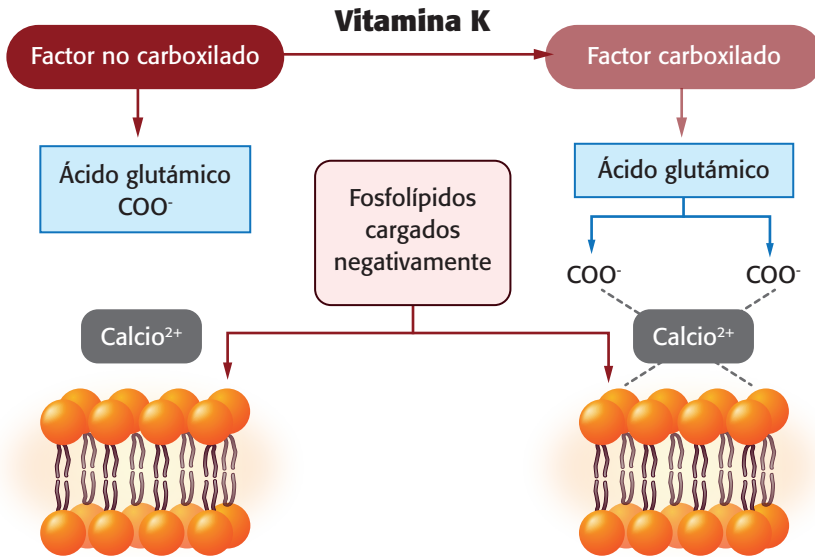 Vitamina K
Factor no carboxilado
Factor carboxilado
Ácido glutámico
COO⁻
Fosfolípidos
cargados
negativamente
Ácido glutámico
COO⁻
COO⁻
Calcio²⁺
Calcio²⁺